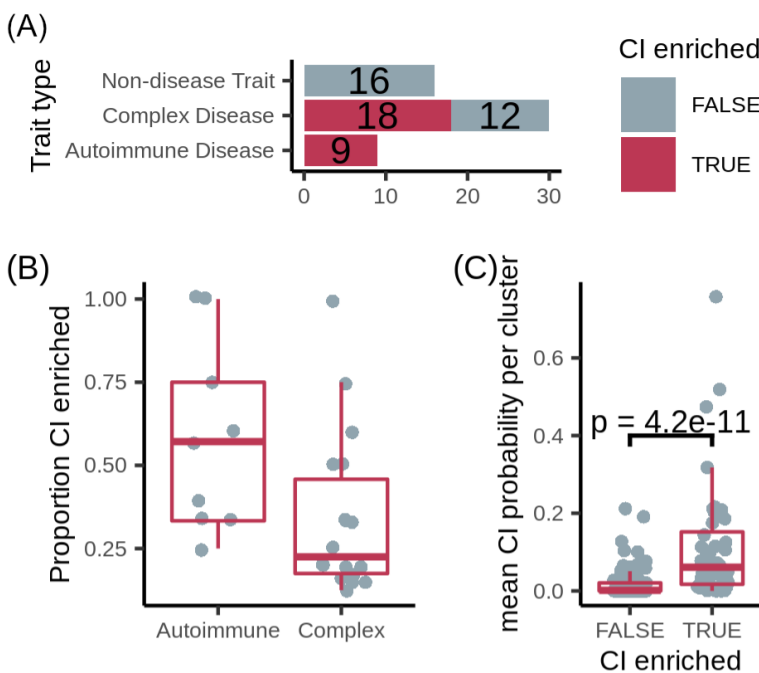 (A)
Trait type
Non-disease Trait
Complex Disease
Autoimmune Disease
16
18 12
9
0 10 20 30
CI enriched
FALSE
TRUE
(B)
Proportion CI enriched
1.00
0.75
0.50
0.25
Autoimmune Complex
(C)
mean CI probability per cluster
0.6
0.4
0.2
0.0
p = 4.2e-11
FALSE TRUE
CI enriched